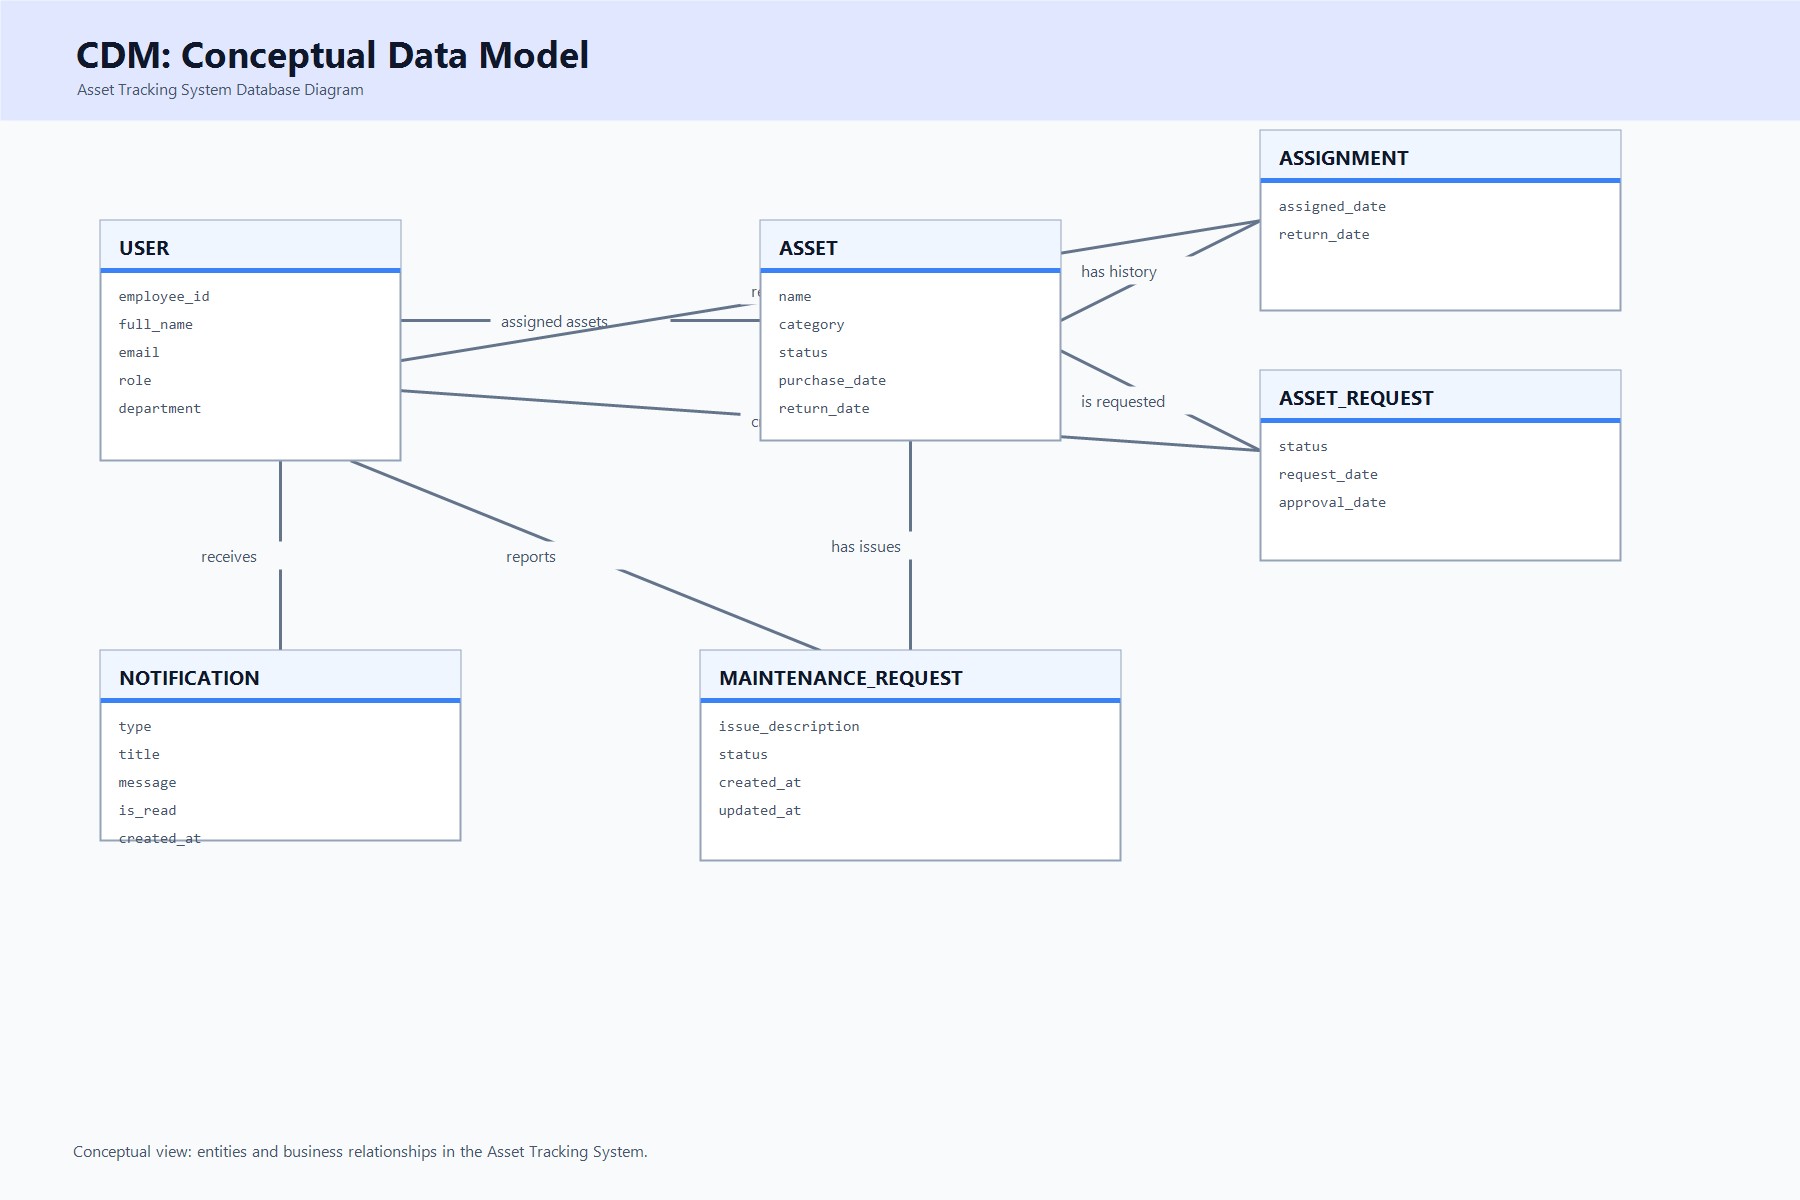 CDM: Conceptual Data Model
Asset Tracking System Database Diagram
ASSIGNMENT
assigned_date
return_date
USER
employee_id
full_name
email
role
department
assigned assets
ASSET
name
category
status
purchase_date
return_date
has history
is requested
ASSET_REQUEST
status
request_date
approval_date
receives
reports
has issues
NOTIFICATION
type
title
message
is_read
created_at
MAINTENANCE_REQUEST
issue_description
status
created_at
updated_at
Conceptual view: entities and business relationships in the Asset Tracking System.